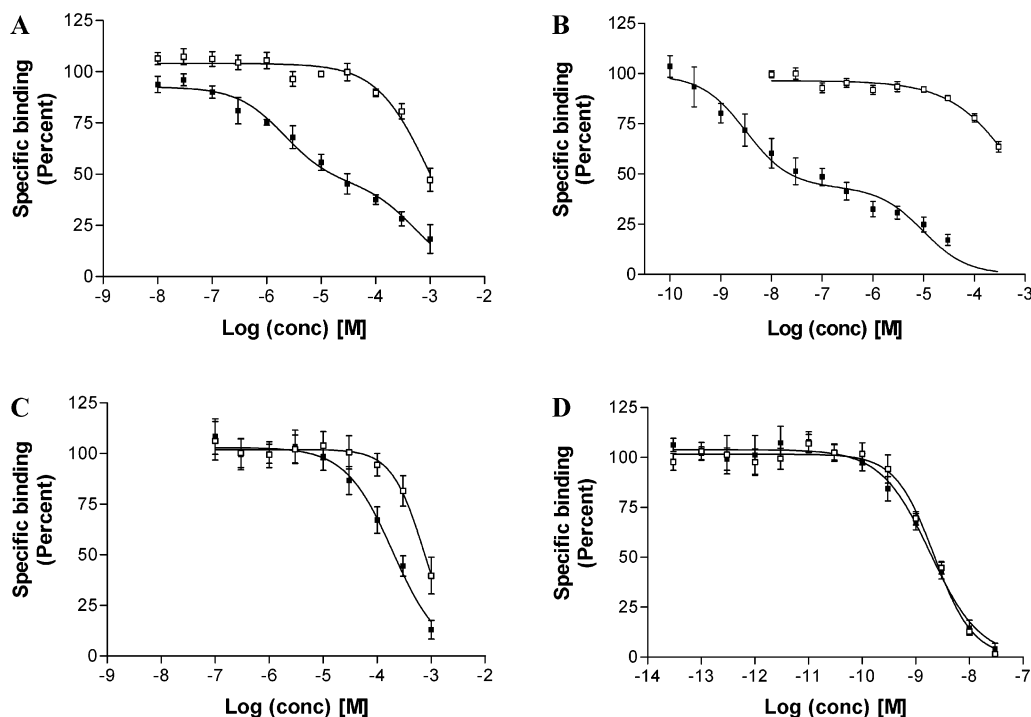 A
Specific binding
(Percent)
125
100
75
50
25
0
-9 -8 -7 -6 -5 -4 -3 -2
Log (conc) [M]
B
Specific binding
(Percent)
125
100
75
50
25
0
-10 -9 -8 -7 -6 -5 -4 -3
Log (conc) [M]
C
Specific binding
(Percent)
125
100
75
50
25
0
-9 -8 -7 -6 -5 -4 -3 -2
Log (conc) [M]
D
Specific binding
(Percent)
125
100
75
50
25
0
-14 -13 -12 -11 -10 -9 -8 -7
Log (conc) [M]